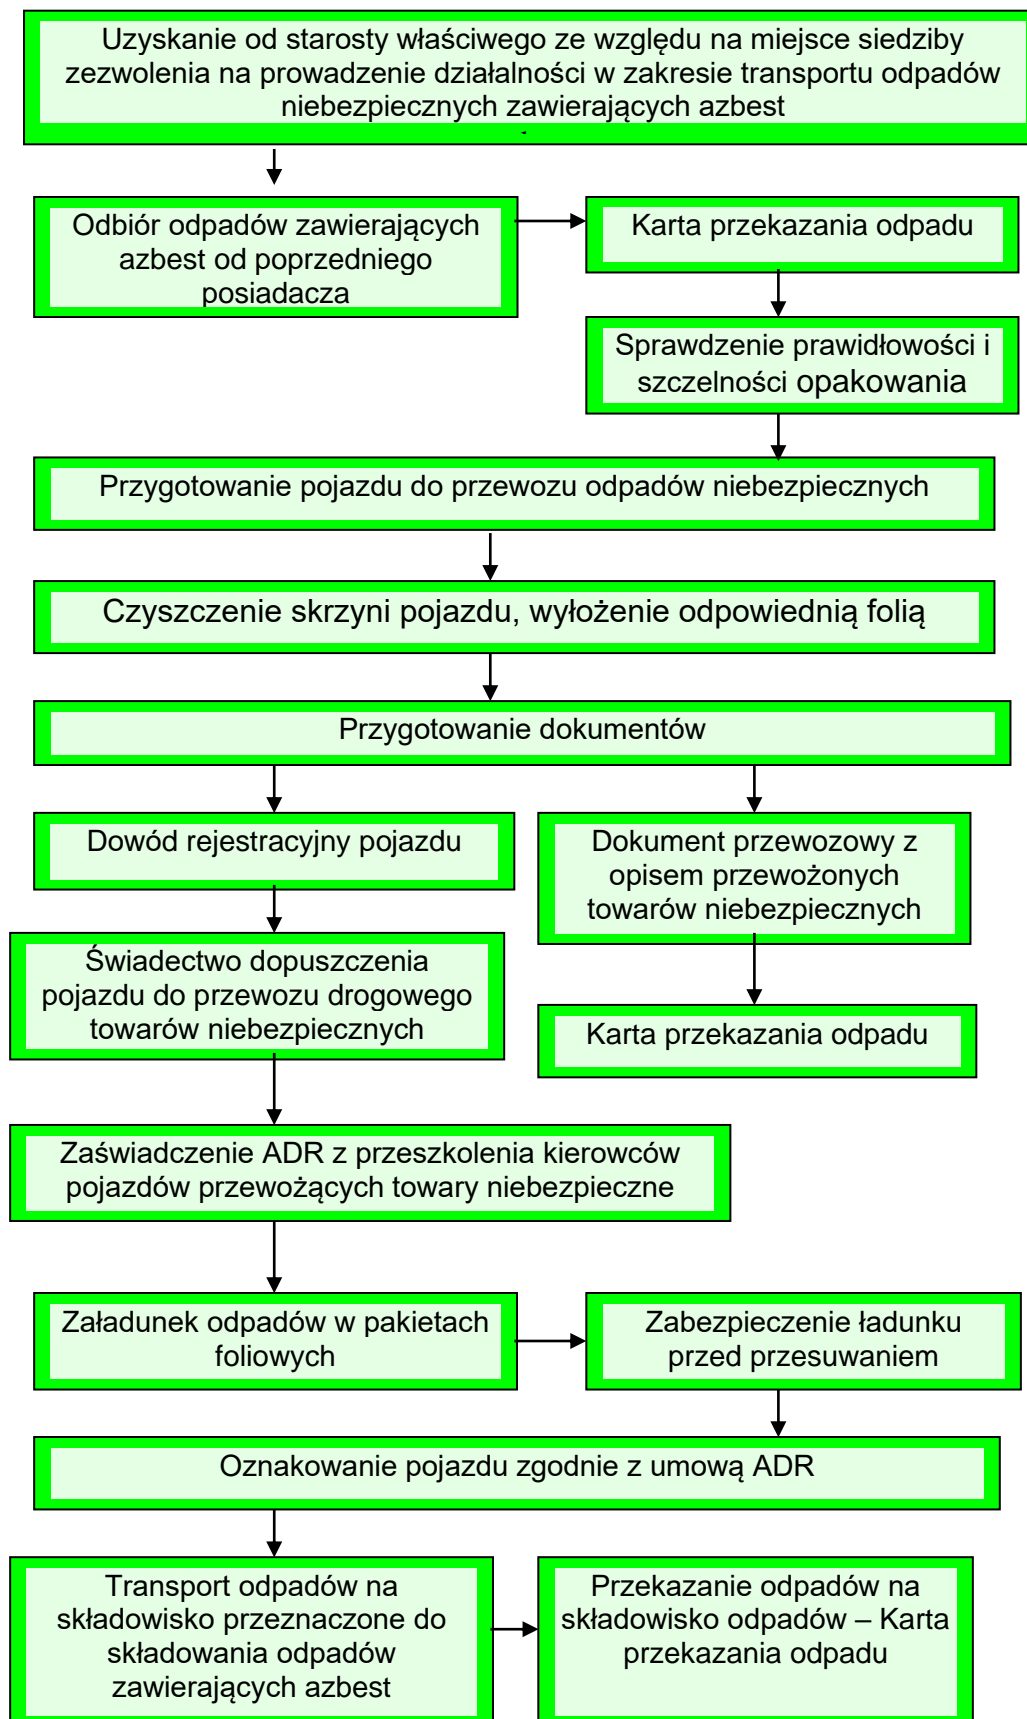 Uzyskanie od starosty właściwego ze względu na miejsce siedziby
zezwolenia na prowadzenie działalności w zakresie transportu odpadów
niebezpiecznych zawierających azbest
Odbiór odpadów zawierających
azbest od poprzedniego
posiadacza
Karta przekazania odpadu
Sprawdzenie prawidłowości i
szczelności opakowania
Przygotowanie pojazdu do przewozu odpadów niebezpiecznych
Czyszczenie skrzyni pojazdu, wyłożenie odpowiednią folią
Przygotowanie dokumentów
Dowód rejestracyjny pojazdu
Dokument przewozowy z
opisem przewożonych
towarów niebezpiecznych
Świadectwo dopuszczenia
pojazdu do przewozu drogowego
towarów niebezpiecznych
Karta przekazania odpadu
Zaświadczenie ADR z przeszkolenia kierowców
pojazdów przewożących towary niebezpieczne
Załadunek odpadów w pakietach
foliowych
Zabezpieczenie ładunku
przed przesuwaniem
Oznakowanie pojazdu zgodnie z umową ADR
Transport odpadów na
składowisko przeznaczone do
składowania odpadów
zawierających azbest
Przekazanie odpadów na
składowisko odpadów – Karta
przekazania odpadu